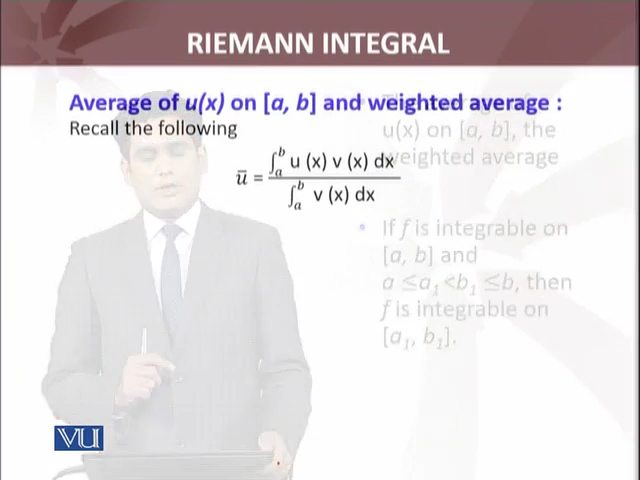 RIEMANN INTEGRAL
Average of u(x) on [a, b] and weighted average :
Recall the following
ū = ∫ₐᵇ u (x) v (x) dx / ∫ₐᵇ v (x) dx
u(x) on [a, b], the
weighted average
• If f is integrable on
[a, b] and
a ≤a₁<b₁ ≤b, then
f is integrable on
[a₁, b₁].
VU